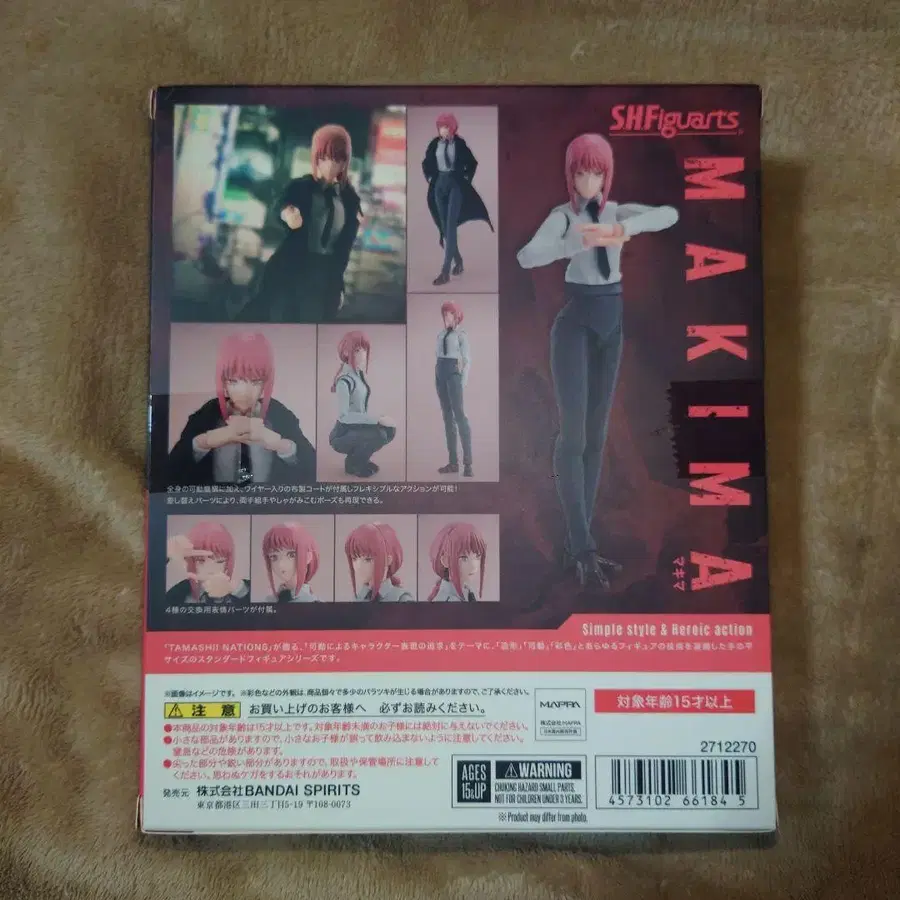 S.H.Figuarts
MAKIMA
マキマ
全身の可動機構に加え、ワイヤー入りの布製コートが付属しフレキシブルなアクションが可能!
差し替えパーツにより、両手組手やしゃがみこむポーズも再現できる。
4種の交換用表情パーツが付属。
Simple style & Heroic action
「TAMASHII NATIONS」が贈る、「可動によるキャラクター表現の追求」をテーマに、「造形」「可動」「彩色」とあらゆるフィギュアの技術を凝縮した手の平
サイズのスタンダードフィギュアシリーズです。
※画像はイメージです。 ※彩色などの外観は、商品個々で多少のバラツキが生じる場合がありますので、ご了承ください。
注意 お買い上げのお客様へ 必ずお読みください。
●本商品の対象年齢は15才以上です。対象年齢未満のお子様には絶対に与えないでください。
●小さな部品がありますので、小さなお子様が誤って飲み込まないように注意してください。
窒息などの危険があります。
●尖った部分や鋭い部分がありますので、取扱や保管場所に注意して
ください。思わぬケガをするおそれがあります。
発売元 株式会社BANDAI SPIRITS
東京都港区三田三丁目5-19 〒108-0073
MAPPA
株式会社 MAPPA
対象年齢15才以上
2712270
AGES
15&UP
WARNING
CHOKING HAZARD-SMALL PARTS.
NOT FOR CHILDREN UNDER 3 YEARS.
※Product may differ from photo.
4573102 66184 5